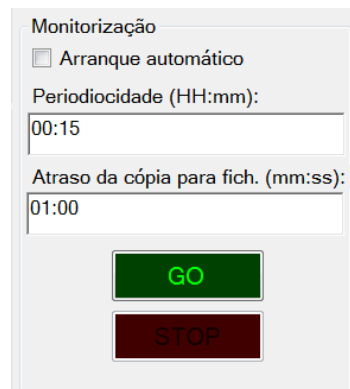 Monitorização
Arranque automático
Periodiocidade (HH:mm):
00:15
Atraso da cópia para fich. (mm:ss):
01:00
GO
STOP